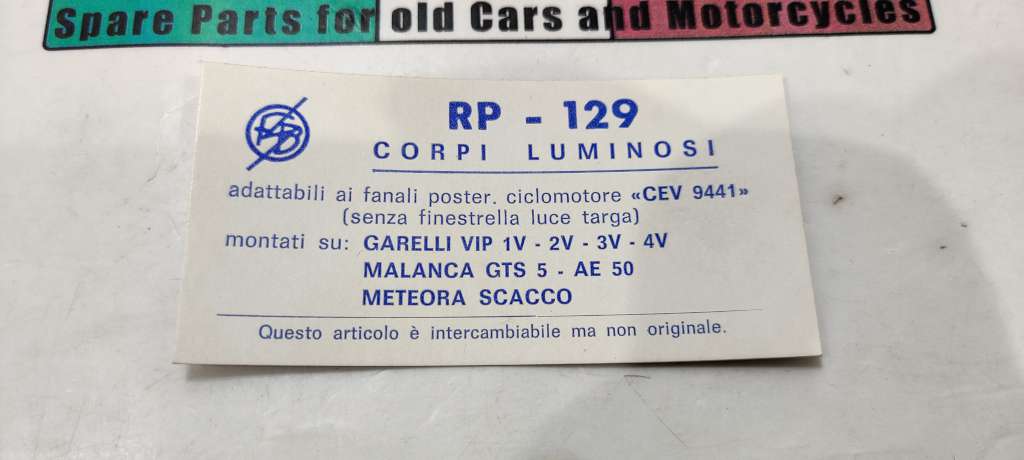 Spare Parts for old Cars and Motorcycles
RP - 129
CORPI LUMINOSI
adattabili ai fanali poster. ciclomotore «CEV 9441»
(senza finestrella luce targa)
montati su: GARELLI VIP 1V - 2V - 3V - 4V
MALANCA GTS 5 - AE 50
METEORA SCACCO
Questo articolo è intercambiabile ma non originale.